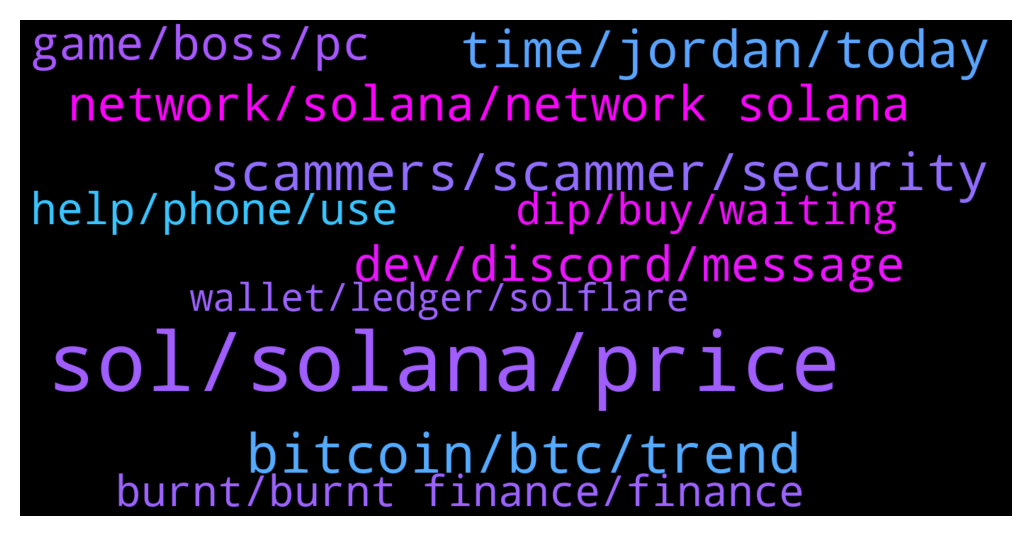 game/boss/pc
time/jordan/today
network/solana/network solana
scammers/scammer/security
help/phone/use
dip/buy/waiting
dev/discord/message
wallet/ledger/solflare
sol/solana/price
bitcoin/btc/trend
burnt/burnt finance/finance